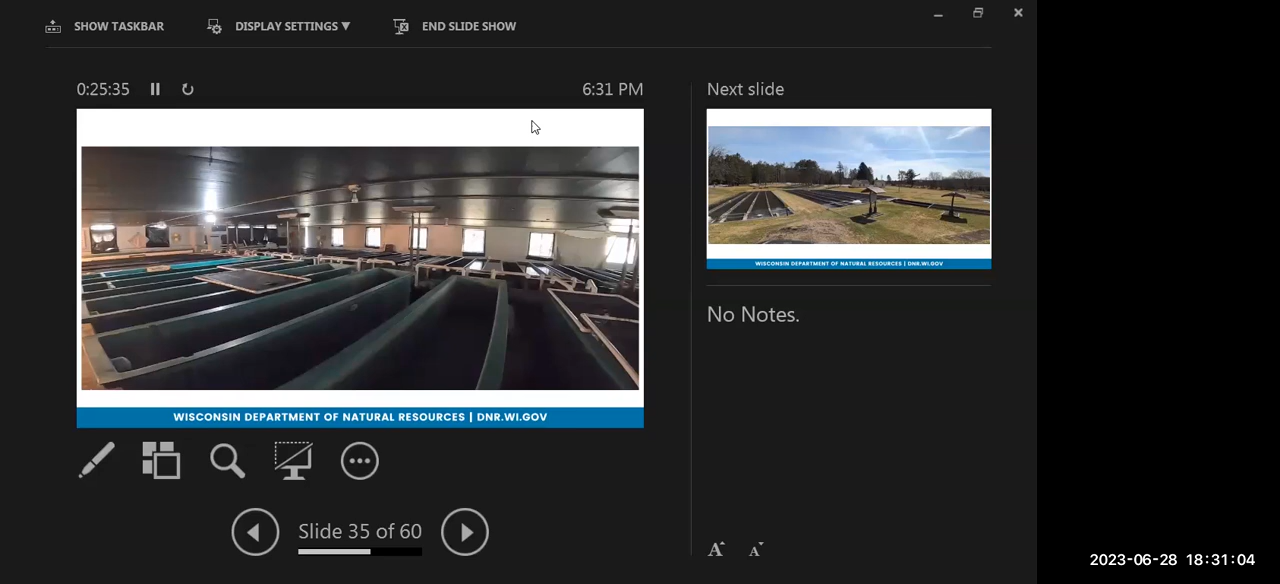 SHOW TASKBAR
DISPLAY SETTINGS ▼
END SLIDE SHOW
0:25:35
6:31 PM
Next slide
WISCONSIN DEPARTMENT OF NATURAL RESOURCES | DNR.WI.GOV
No Notes.
WISCONSIN DEPARTMENT OF NATURAL RESOURCES | DNR.WI.GOV
Slide 35 of 60
A A
2023-06-28 18:31:04